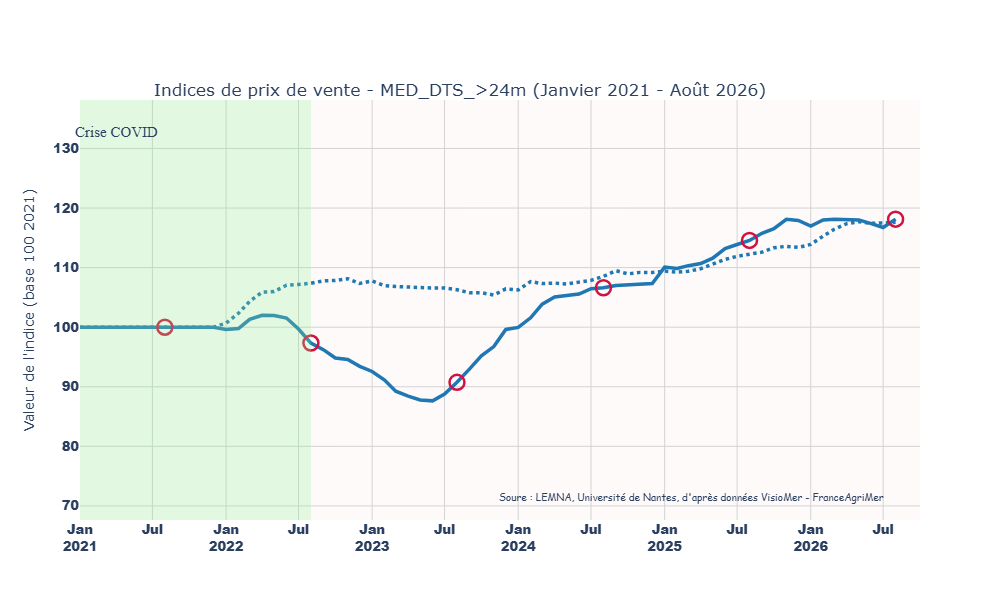 Indices de prix de vente - MED_DTS_>24m (Janvier 2021 - Août 2026)
Crise COVID
Valeur de l'indice (base 100 2021)
130
120
110
100
90
80
70
Soure : LEMNA, Université de Nantes, d'après données VisioMer - FranceAgriMer
Jan Jul Jan Jul Jan Jul Jan Jul Jan Jul Jan Jul
2021 2022 2023 2024 2025 2026